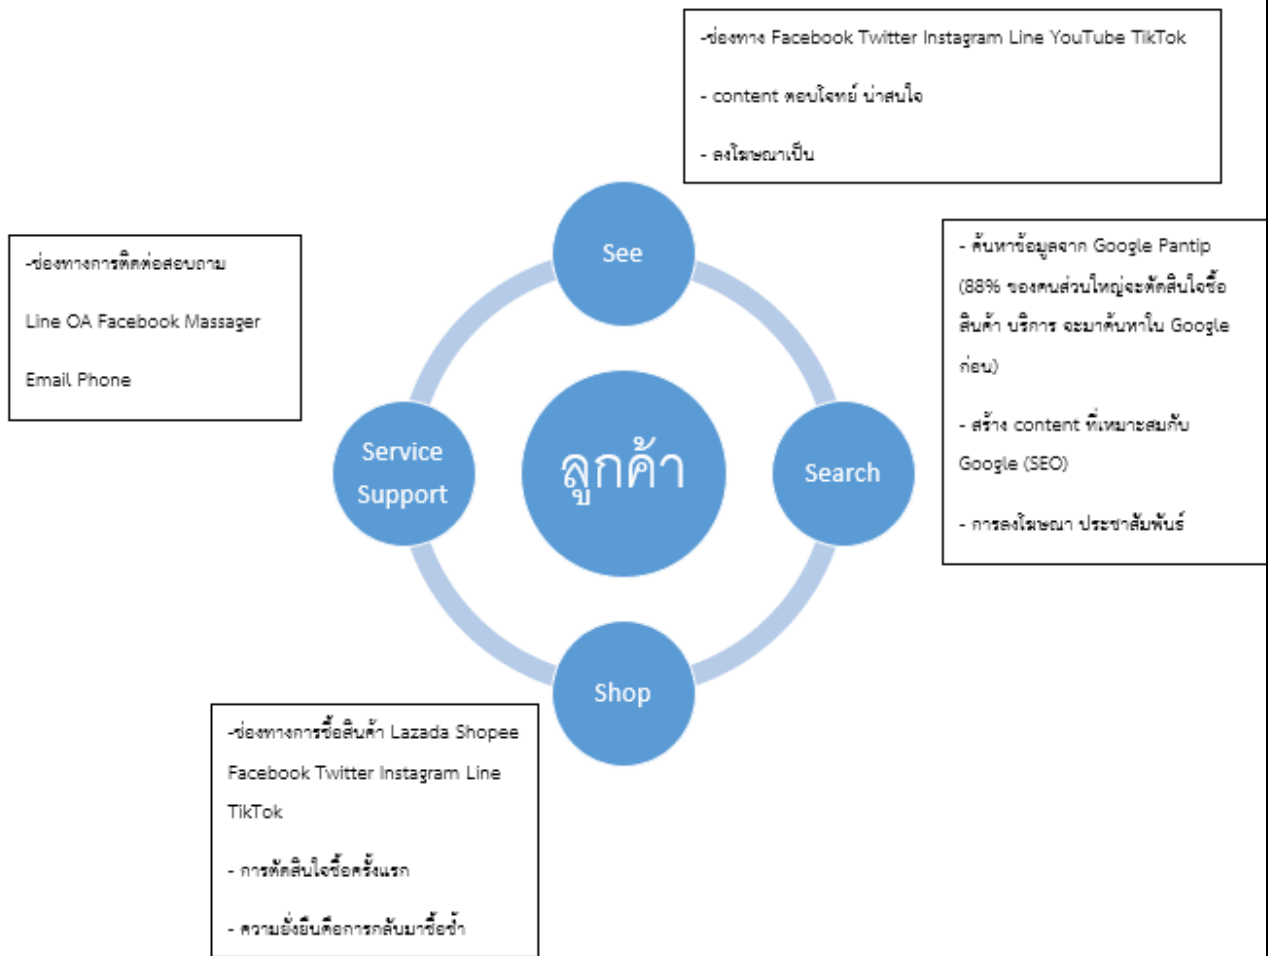 -ช่องทาง Facebook Twitter Instagram Line YouTube TikTok
- content ตอบโจทย์ น่าสนใจ
- ลงโฆษณาเป็น
See
- ค้นหาข้อมูลจาก Google Pantip
(88% ของคนส่วนใหญ่จะตัดสินใจซื้อ
สินค้า บริการ จะมาค้นหาใน Google
ก่อน)
- สร้าง content ที่เหมาะสมกับ
Google (SEO)
- การลงโฆษณา ประชาสัมพันธ์
-ช่องทางการติดต่อสอบถาม
Line OA Facebook Massager
Email Phone
Service
Support
ลูกค้า
Search
Shop
-ช่องทางการซื้อสินค้า Lazada Shopee
Facebook Twitter Instagram Line
TikTok
- การตัดสินใจซื้อครั้งแรก
- ความยั่งยืนคือการกลับมาซื้อซ้ำ